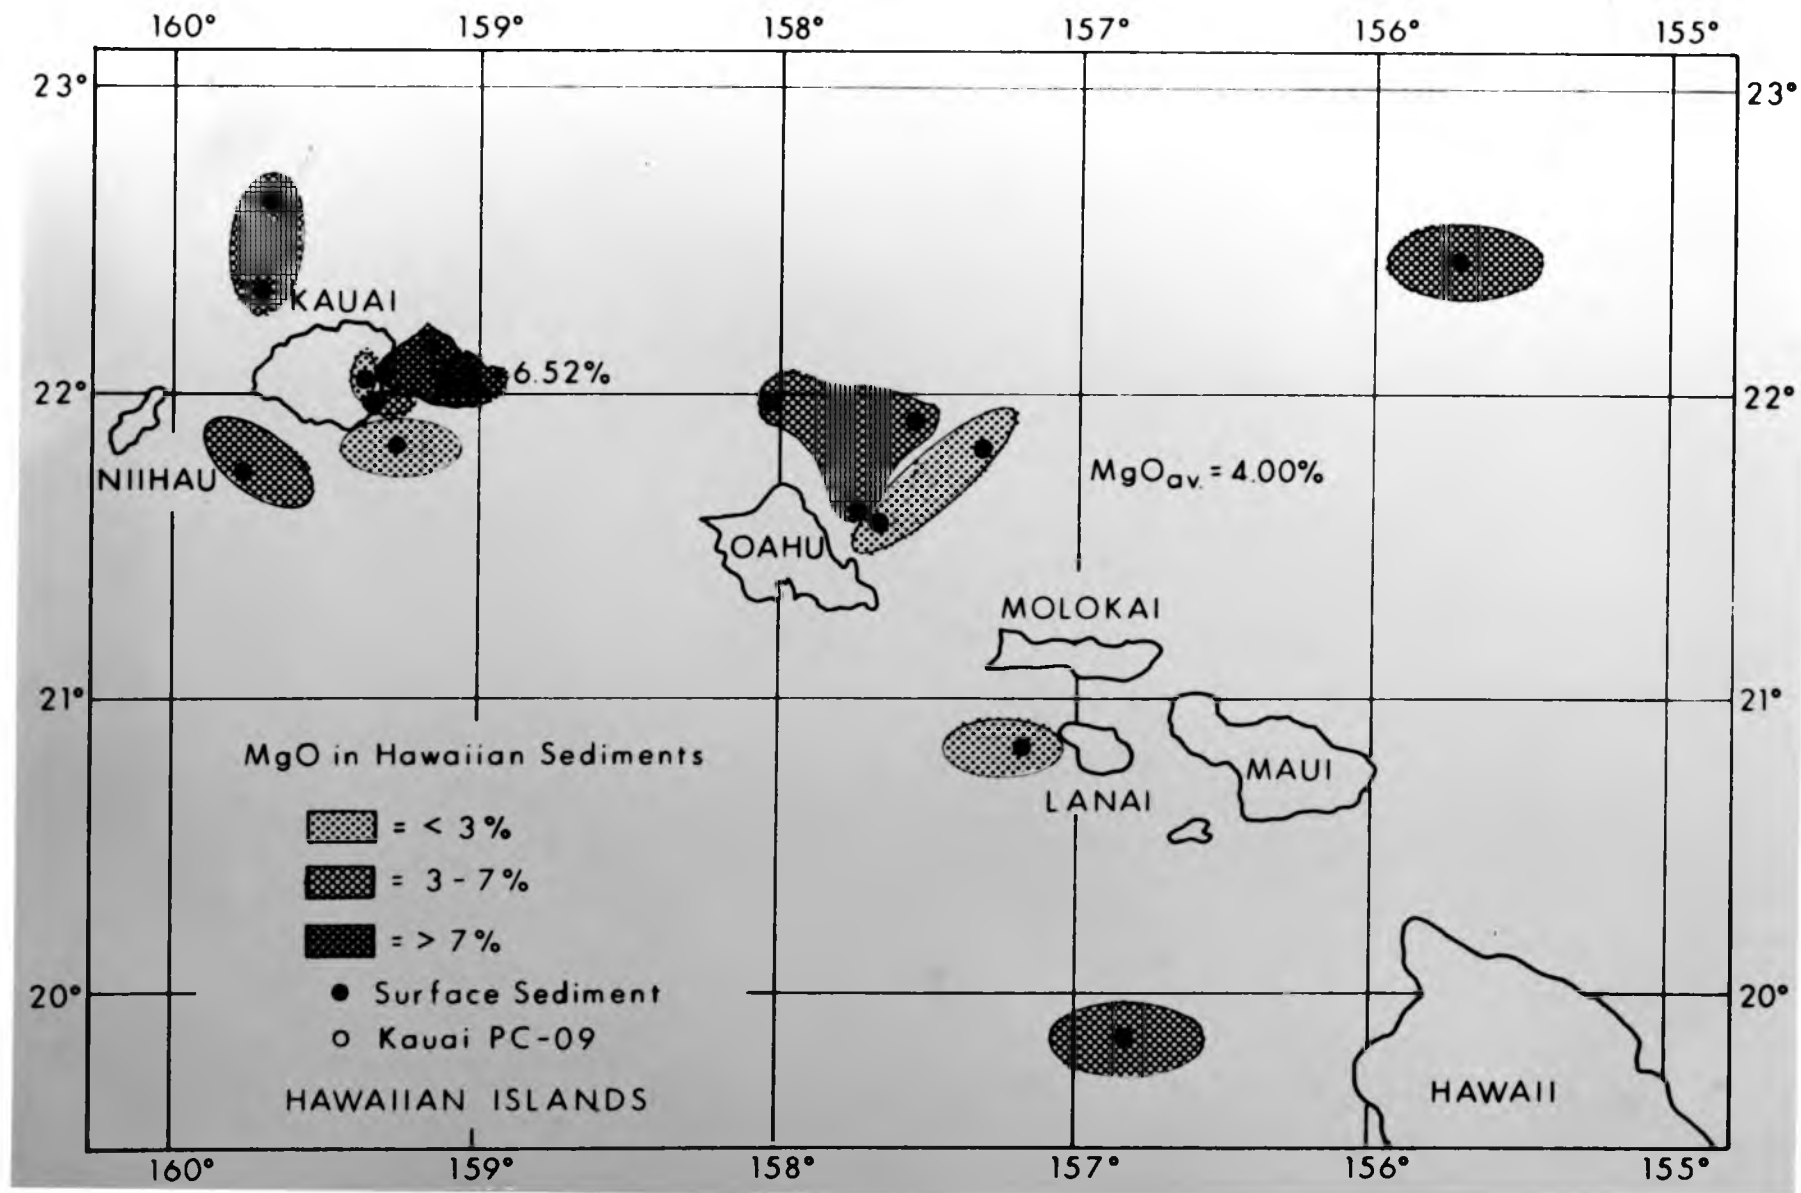 160° 159° 158° 157° 156° 155°
23° 23°
KAUAI
6.52%
22° 22°
NIIHAU
MgOav. = 4.00%
OAHU
MOLOKAI
21° 21°
MgO in Hawaiian Sediments
MAUI
LANAI
= < 3%
= 3 - 7%
= > 7%
Surface Sediment
20° 20°
Kauai PC-09
HAWAIIAN ISLANDS
HAWAII
160° 159° 158° 157° 156° 155°